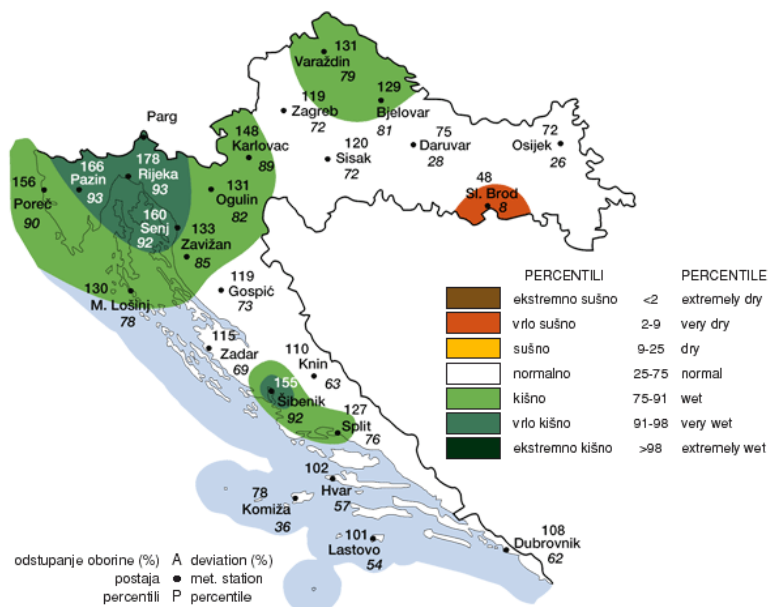 131
Varaždin
79
129
Bjelovar
81
119
Zagreb
72
Parg
148
Karlovac
89
120
Sisak
72
75
Daruvar
28
72
Osijek
26
166
Pazin
93
178
Rijeka
93
156
Poreč
90
131
Ogulin
82
48
Sl. Brod
8
160
Senj
92
133
Zavižan
85
130
M. Lošinj
78
119
Gospić
73
115
Zadar
69
110
Knin
63
155
Šibenik
92
127
Split
76
102
Hvar
57
78
Komiža
36
101
Lastovo
54
108
Dubrovnik
62
PERCENTILI PERCENTILE
ekstremno sušno <2 extremely dry
vrlo sušno 2-9 very dry
sušno 9-25 dry
normalno 25-75 normal
kišno 75-91 wet
vrlo kišno 91-98 very wet
ekstremno kišno >98 extremely wet
odstupanje oborine (%) A deviation (%)
postaja ● met. station
percentili P percentile